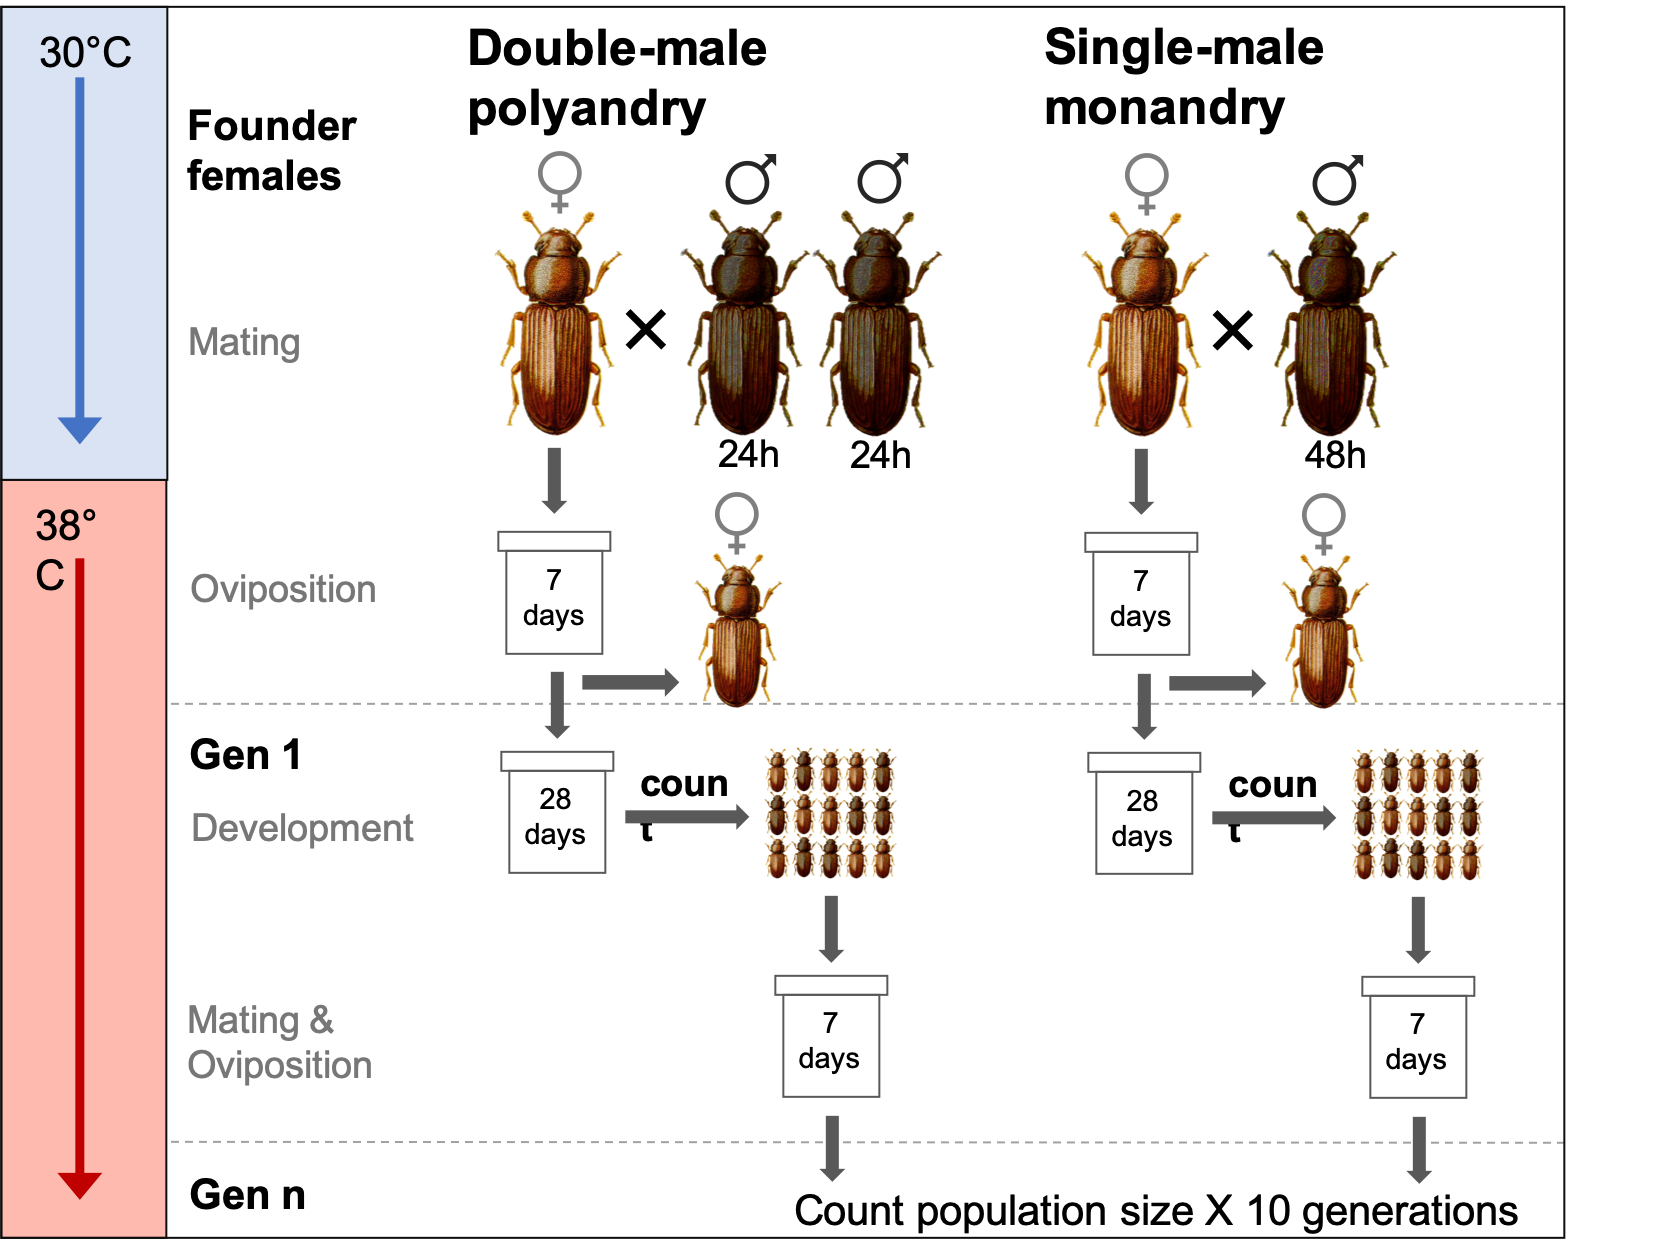 30°C
Double-male
polyandry
Single-male
monandry
Founder
females
♀
♂
♂
♀
♂
Mating
×
×
24h
24h
48h
38°
C
♀
♀
Oviposition
7
days
7
days
Gen 1
Development
28
days
coun
t
28
days
coun
t
Mating &
Oviposition
7
days
7
days
Gen n
Count population size X 10 generations